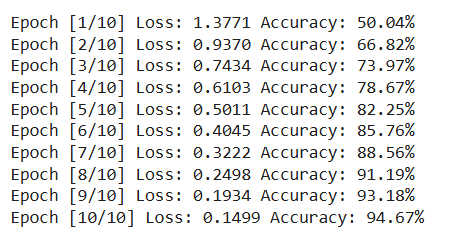 Epoch [1/10] Loss: 1.3771 Accuracy: 50.04%
Epoch [2/10] Loss: 0.9370 Accuracy: 66.82%
Epoch [3/10] Loss: 0.7434 Accuracy: 73.97%
Epoch [4/10] Loss: 0.6103 Accuracy: 78.67%
Epoch [5/10] Loss: 0.5011 Accuracy: 82.25%
Epoch [6/10] Loss: 0.4045 Accuracy: 85.76%
Epoch [7/10] Loss: 0.3222 Accuracy: 88.56%
Epoch [8/10] Loss: 0.2498 Accuracy: 91.19%
Epoch [9/10] Loss: 0.1934 Accuracy: 93.18%
Epoch [10/10] Loss: 0.1499 Accuracy: 94.67%